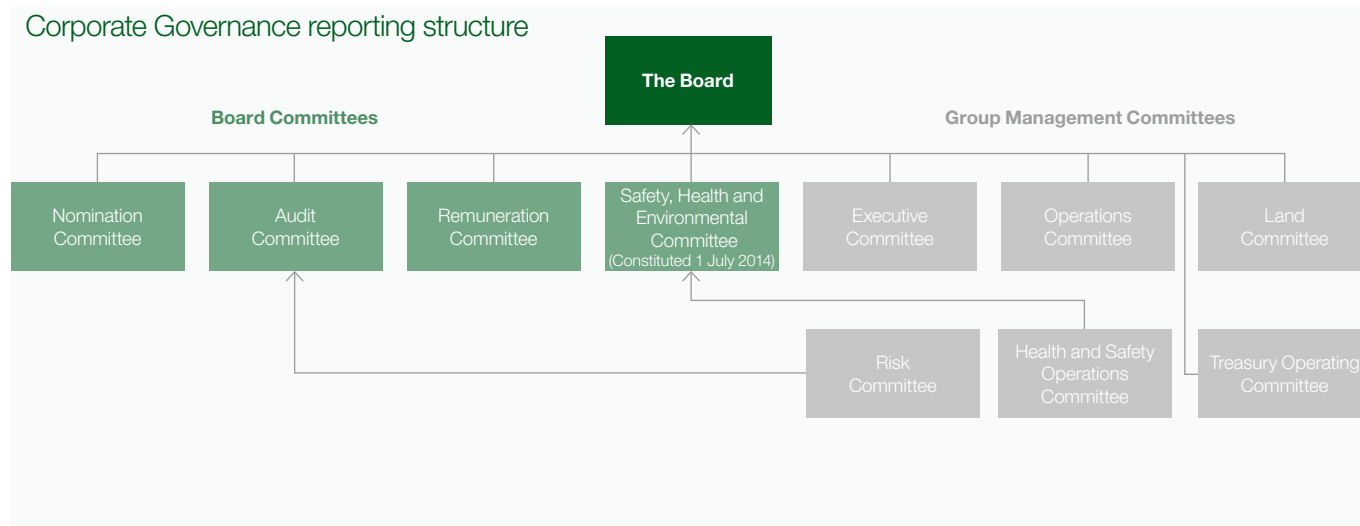 Corporate Governance reporting structure
The Board
Board Committees
Group Management Committees
Nomination
Committee
Audit
Committee
Remuneration
Committee
Safety, Health and
Environmental
Committee
(Constituted 1 July 2014)
Executive
Committee
Operations
Committee
Land
Committee
Risk
Committee
Health and Safety
Operations
Committee
Treasury Operating
Committee